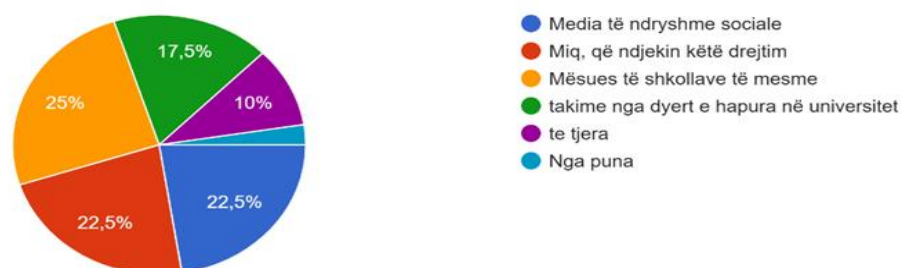 17,5%
10%
25%
22,5%
22,5%
Media të ndryshme sociale
Miq, që ndjekin këtë drejtim
Mësues të shkollave të mesme
takime nga dyert e hapura në universitet
te tjera
Nga puna